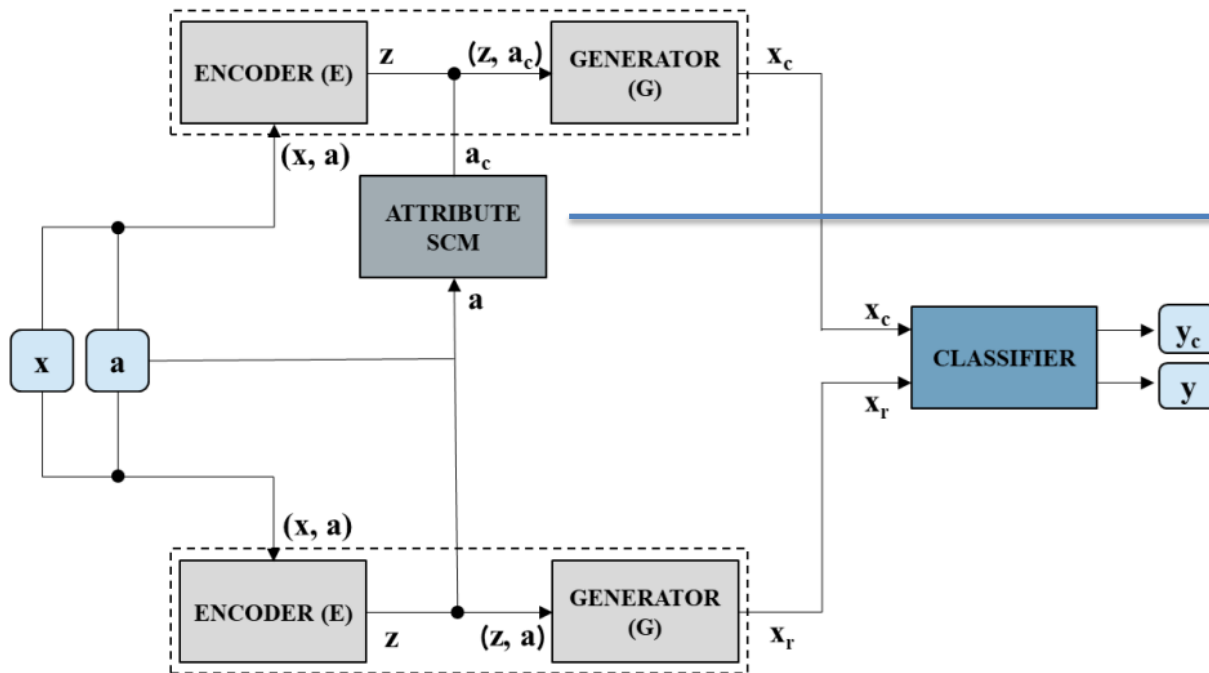 ENCODER (E)
z
(z, a_c)
GENERATOR
(G)
x_c
(x, a)
a_c
ATTRIBUTE
SCM
a
x
a
x_c
CLASSIFIER
y_c
y
x_r
(x, a)
ENCODER (E)
z
(z, a)
GENERATOR
(G)
x_r